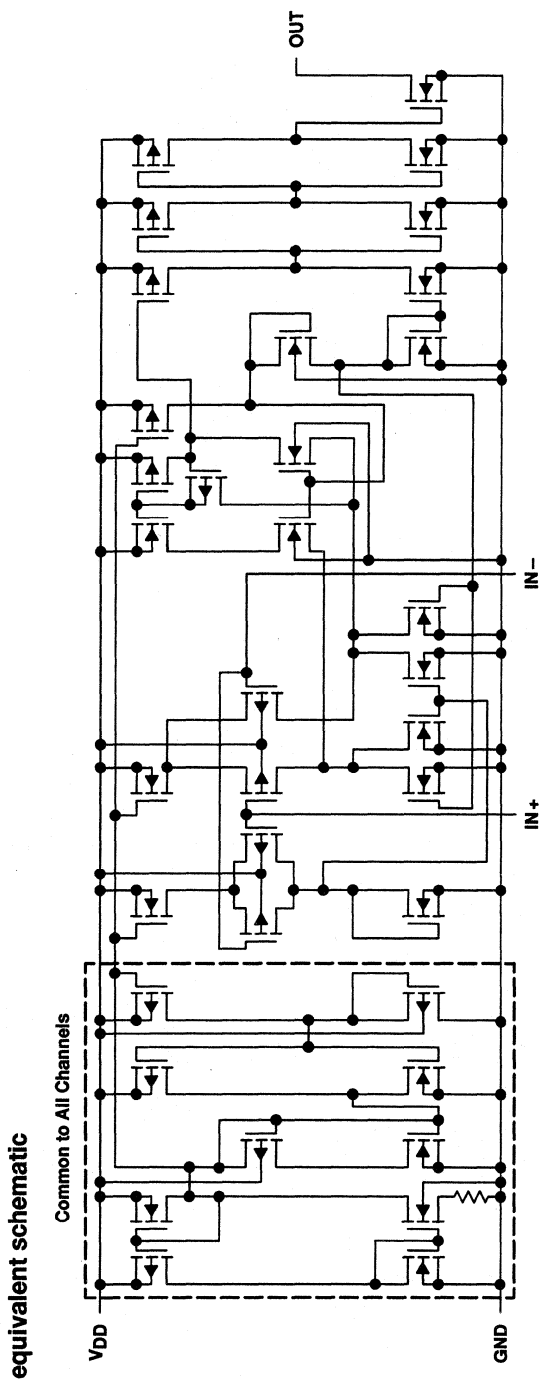 equivalent schematic
Common to All Channels
VDD
GND
IN+
IN−
OUT